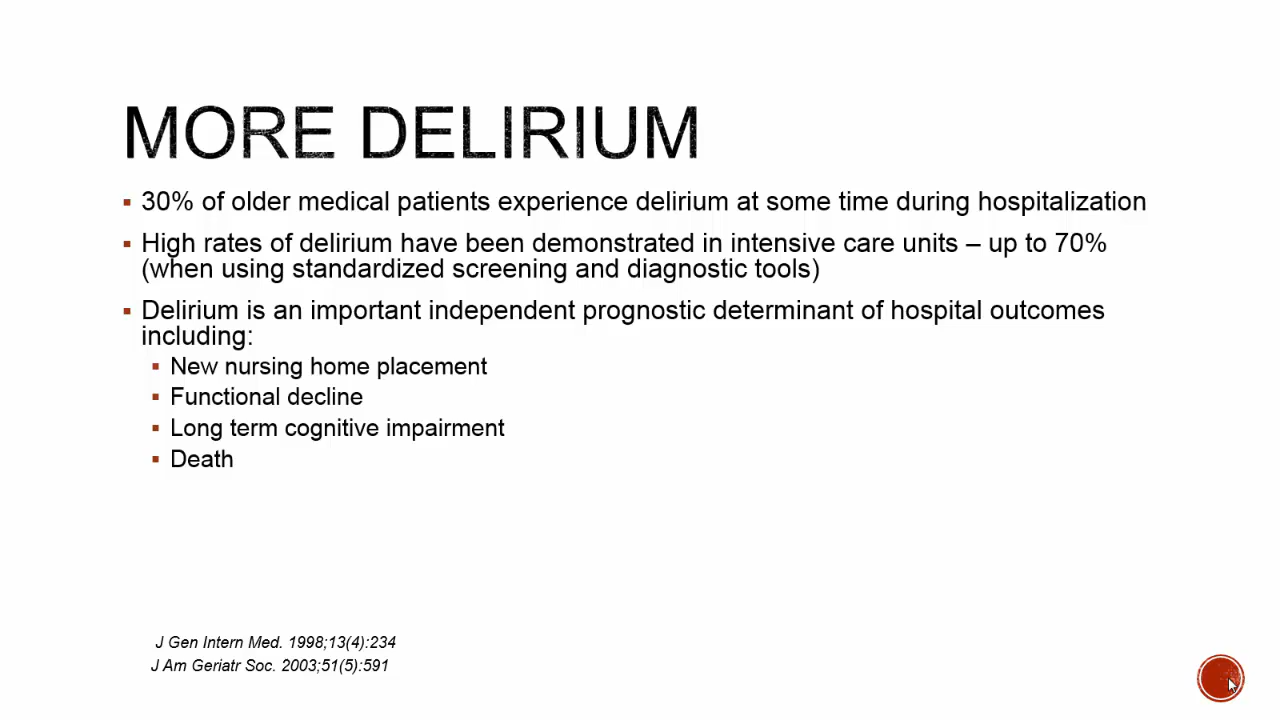 MORE DELIRIUM
▪ 30% of older medical patients experience delirium at some time during hospitalization
▪ High rates of delirium have been demonstrated in intensive care units – up to 70%
(when using standardized screening and diagnostic tools)
▪ Delirium is an important independent prognostic determinant of hospital outcomes
including:
▪ New nursing home placement
▪ Functional decline
▪ Long term cognitive impairment
▪ Death
J Gen Intern Med. 1998;13(4):234
J Am Geriatr Soc. 2003;51(5):591